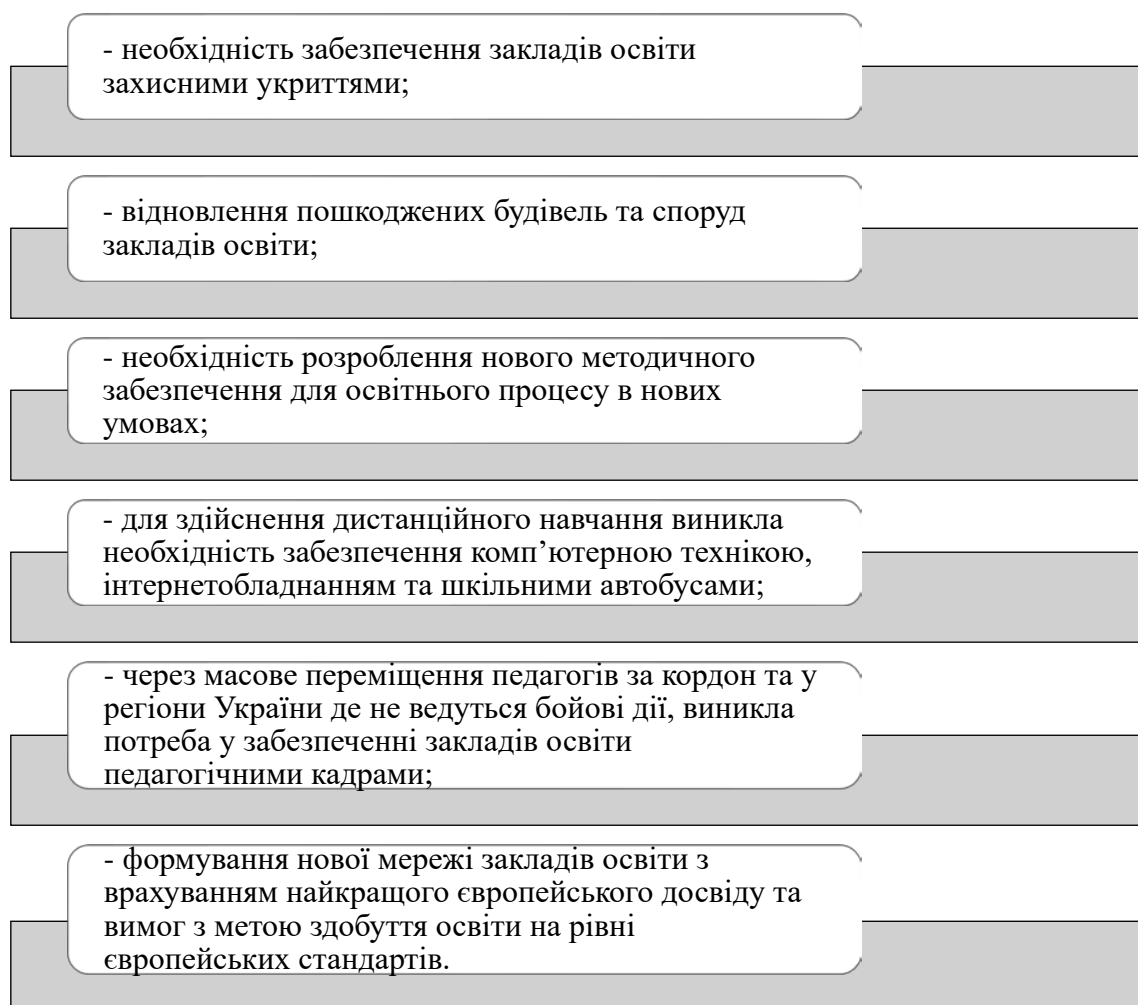 - необхідність забезпечення закладів освіти
захисними укриттями;
- відновлення пошкоджених будівель та споруд
закладів освіти;
- необхідність розроблення нового методичного
забезпечення для освітнього процесу в нових
умовах;
- для здійснення дистанційного навчання виникла
необхідність забезпечення комп’ютерною технікою,
інтернетобладнанням та шкільними автобусами;
- через масове переміщення педагогів за кордон та у
регіони України де не ведуться бойові дії, виникла
потреба у забезпеченні закладів освіти
педагогічними кадрами;
- формування нової мережі закладів освіти з
врахуванням найкращого європейського досвіду та
вимог з метою здобуття освіти на рівні
європейських стандартів.